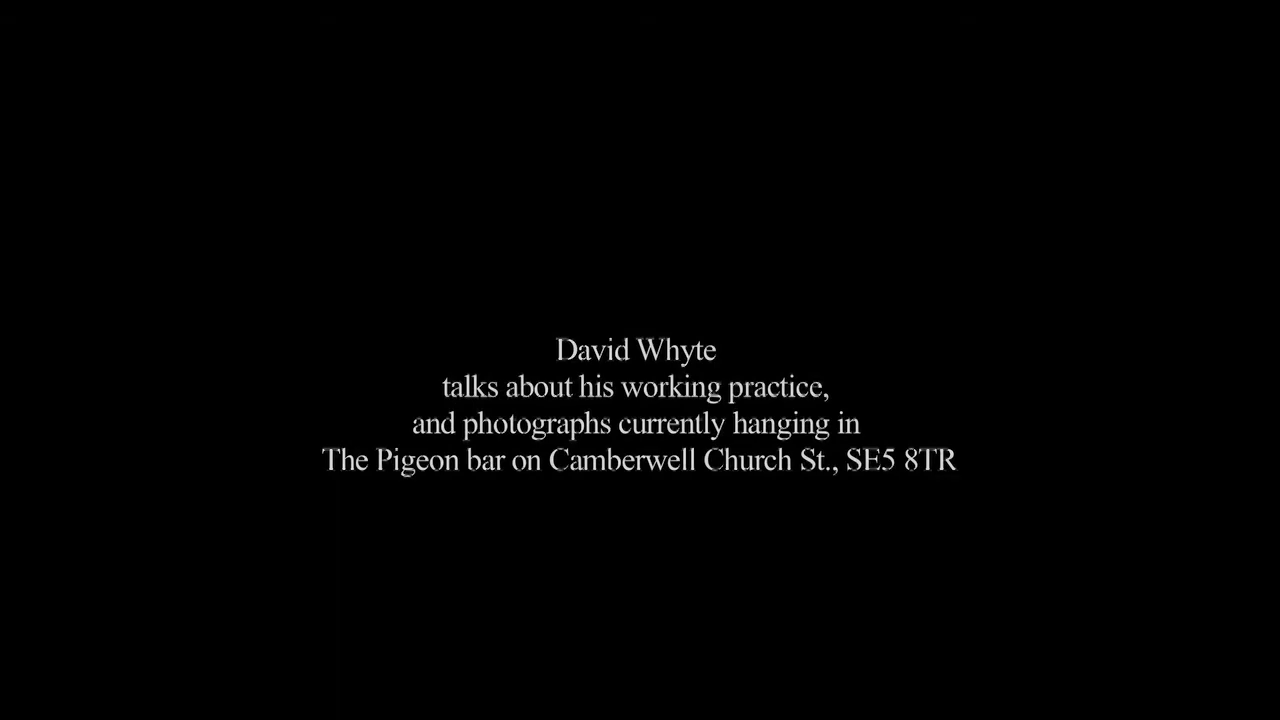 David Whyte
talks about his working practice,
and photographs currently hanging in
The Pigeon bar on Camberwell Church St., SE5 8TR